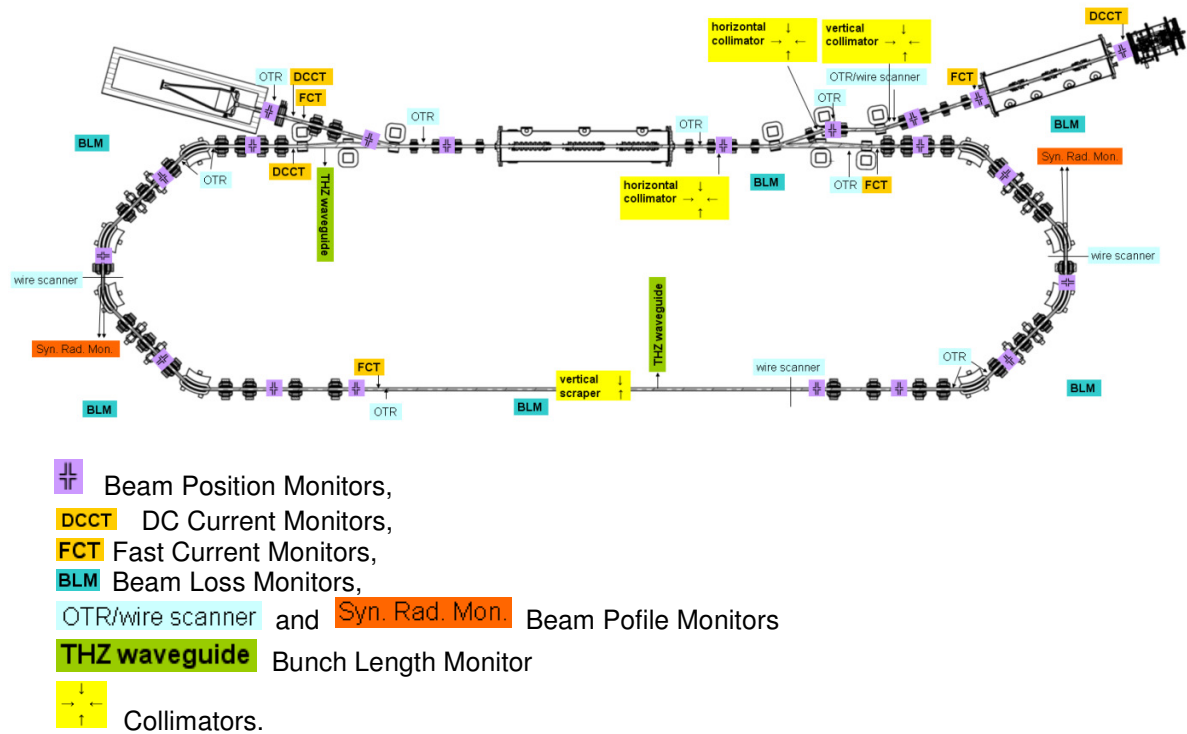 DCCT
horizontal
collimator → ↓ ← ↑
vertical
collimator → ↓ ← ↑
OTR
DCCT
FCT
OTR/wire scanner
FCT
OTR
BLM
OTR
OTR
BLM
OTR
DCCT
THZ waveguide
horizontal
collimator → ↓ ← ↑
BLM
OTR
FCT
Syn. Rad. Mon.
wire scanner
wire scanner
Syn. Rad. Mon.
THZ waveguide
FCT
OTR
wire scanner
OTR
vertical ↓
scraper ↑
BLM
BLM
BLM
Beam Position Monitors,
DCCT DC Current Monitors,
FCT Fast Current Monitors,
BLM Beam Loss Monitors,
OTR/wire scanner and Syn. Rad. Mon. Beam Pofile Monitors
THZ waveguide Bunch Length Monitor
→ ↓ ← ↑ Collimators.